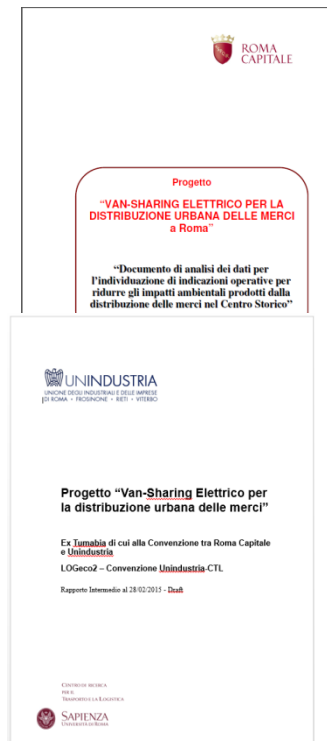 ROMA
CAPITALE
Progetto
“VAN-SHARING ELETTRICO PER LA
DISTRIBUZIONE URBANA DELLE MERCI
a Roma”
“Documento di analisi dei dati per
l’individuazione di indicazioni operative per
ridurre gli impatti ambientali prodotti dalla
distribuzione delle merci nel Centro Storico”
UNINDUSTRIA
UNIONE DEGLI INDUSTRIALI E DELLE IMPRESE
DI ROMA • FROSINONE • RIETI • VITERBO
Progetto “Van-Sharing Elettrico per
la distribuzione urbana delle merci”
Ex Turnabia di cui alla Convenzione tra Roma Capitale
e Unindustria
LOGeco2 – Convenzione Unindustria-CTL
Rapporto Intermedio al 28/02/2015 - Draft
CENTRO DI RICERCA
PER IL
TRASPORTO E LA LOGISTICA
SAPIENZA
UNIVERSITÀ DI ROMA